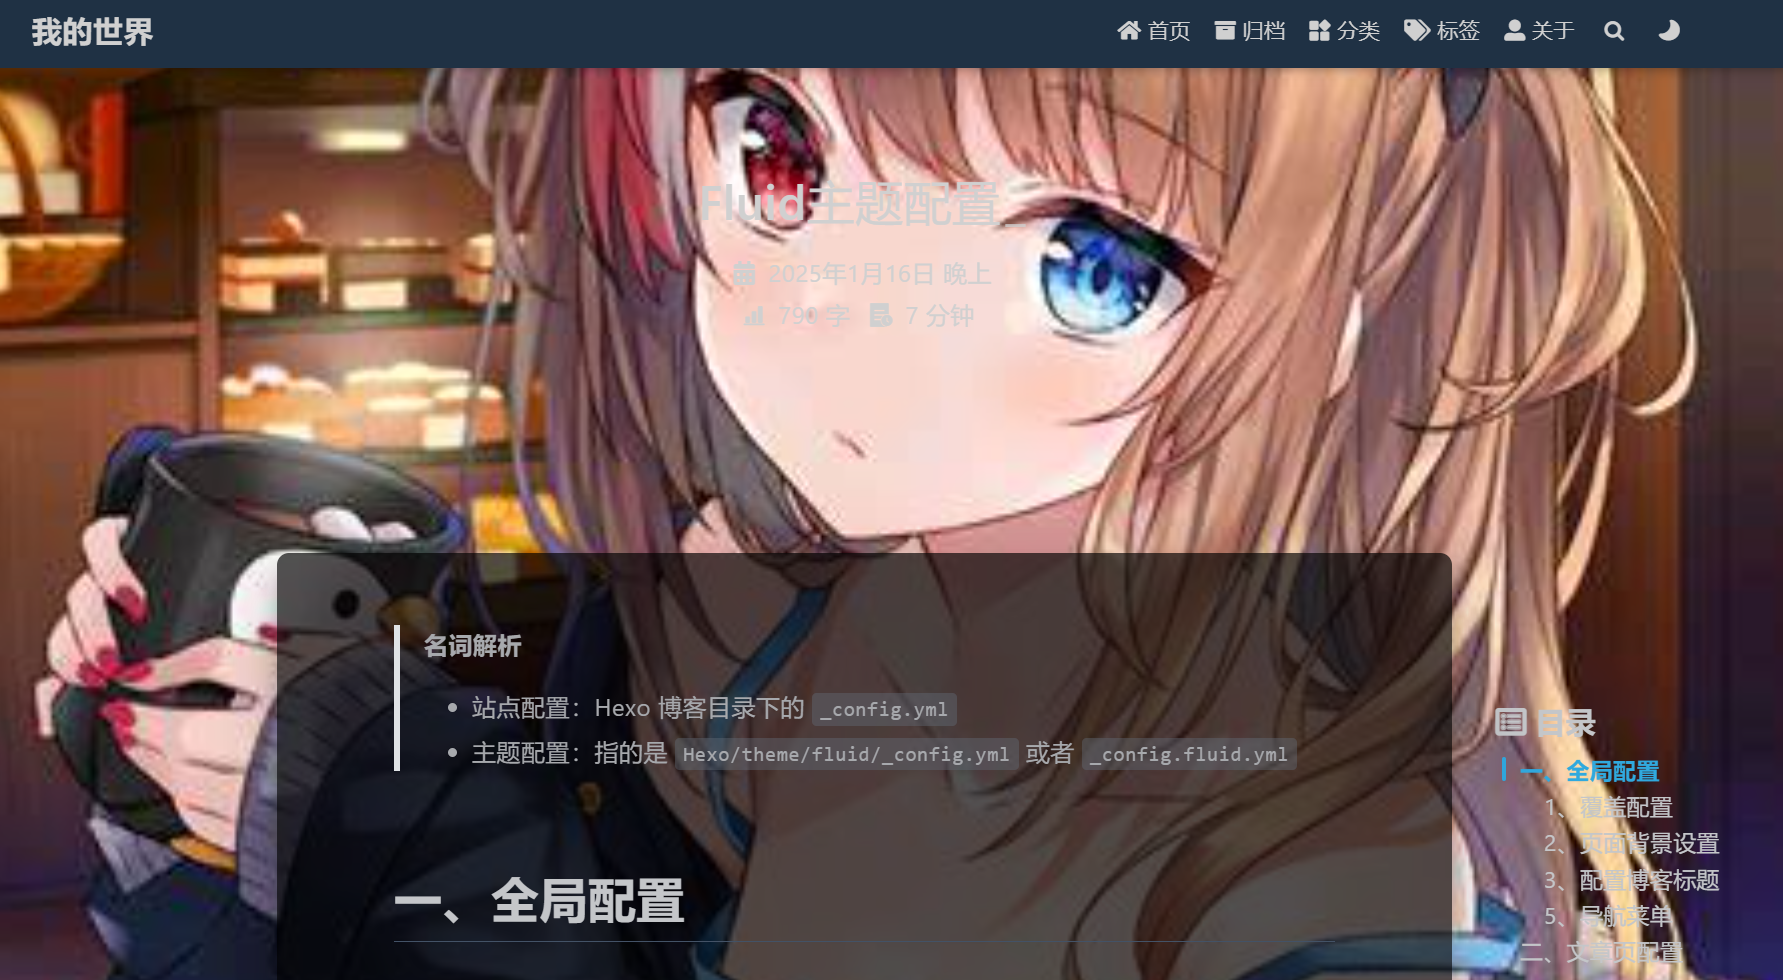 我的世界
首页 归档 分类 标签 关于
Fluid主题配置
2025年1月16日 晚上
790 字 7 分钟
名词解析
站点配置：Hexo 博客目录下的 _config.yml
主题配置：指的是 Hexo/theme/fluid/_config.yml 或者 _config.fluid.yml
一、全局配置
目录
一、全局配置
1、覆盖配置
2、页面背景设置
3、配置博客标题
5、导航菜单
二、文章页配置